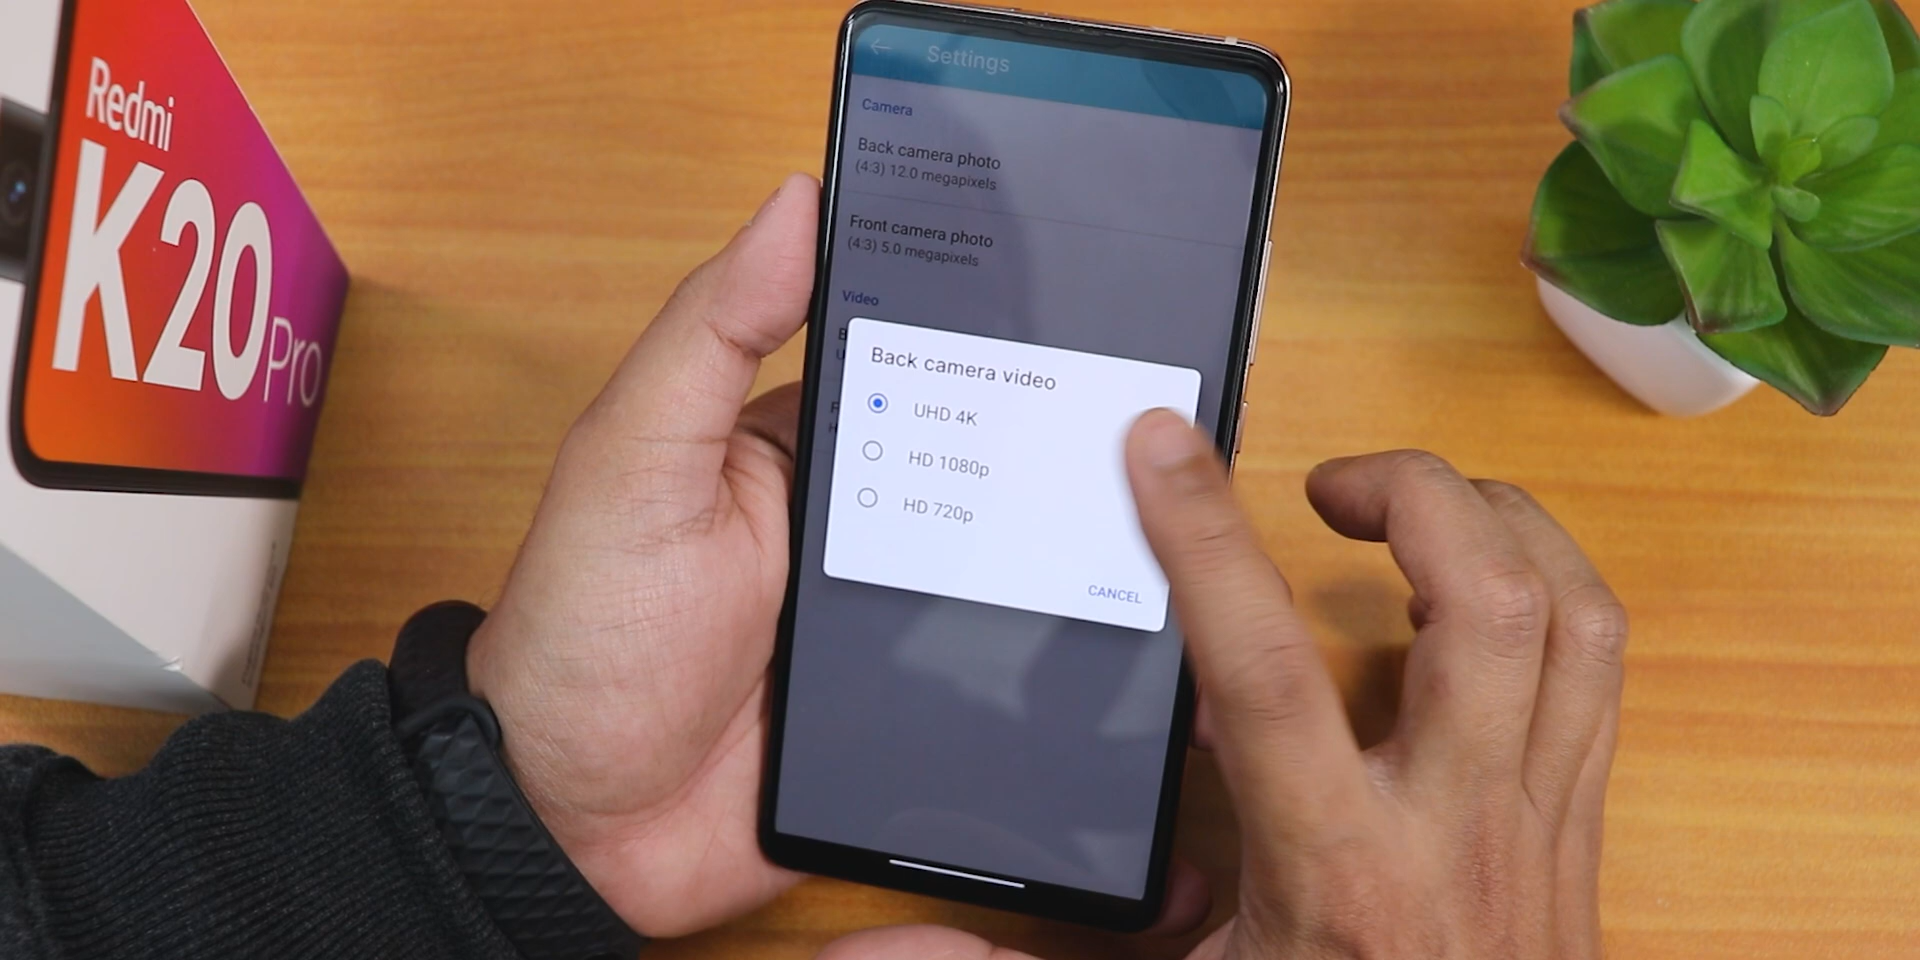 Redmi
K20 Pro
Settings
Camera
Back camera photo
(4:3) 12.0 megapixels
Front camera photo
(4:3) 5.0 megapixels
Video
Back camera video
UHD 4K
HD 1080p
HD 720p
CANCEL